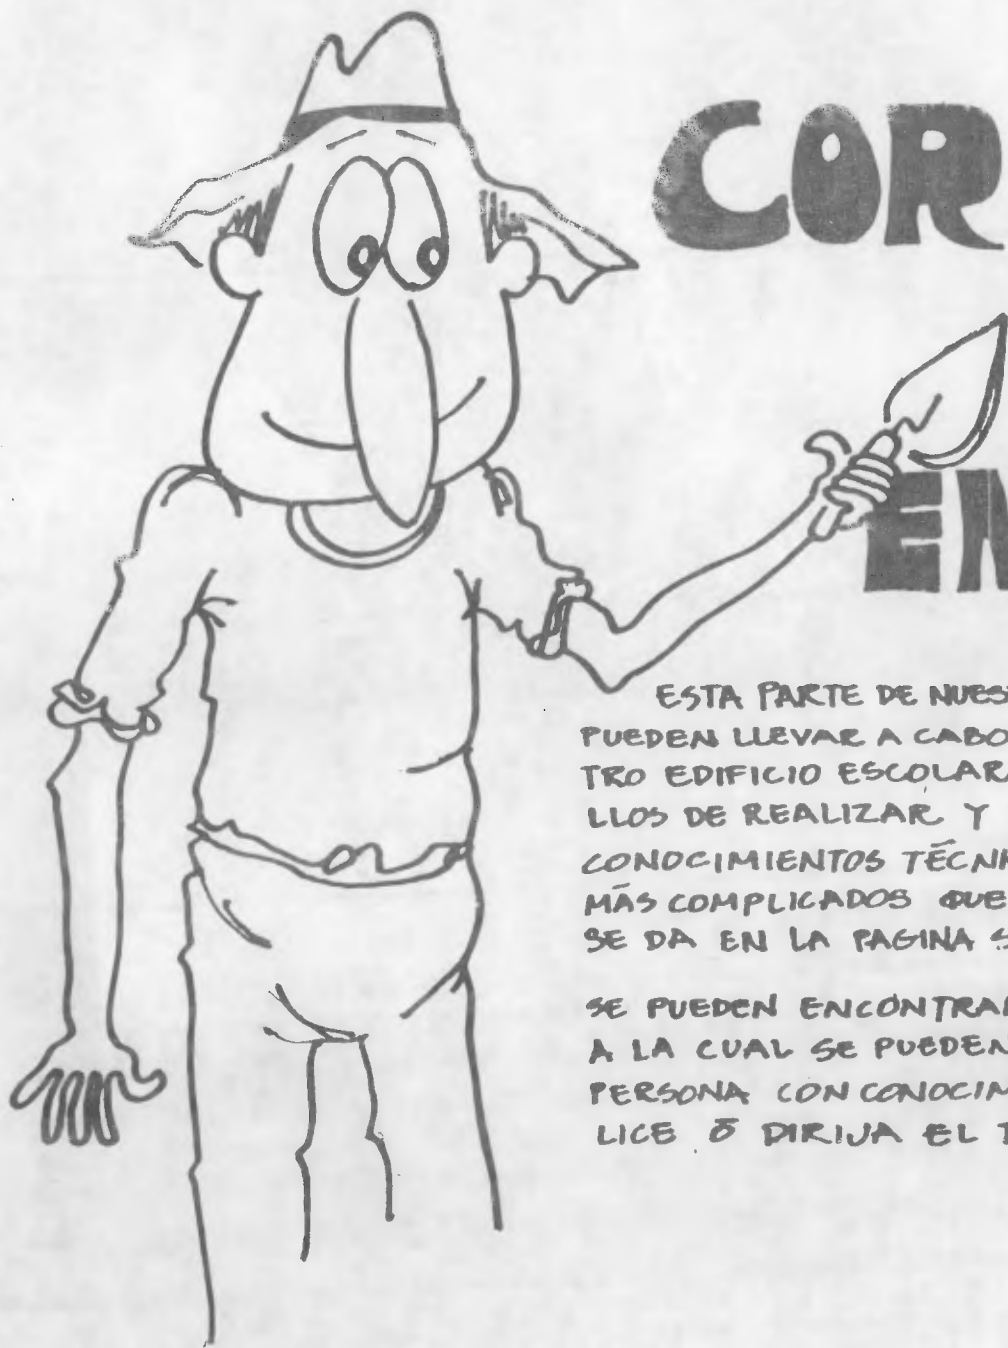 COR
EN
ESTA PARTE DE NUES
PUEDEN LLEVAR A CABO
TRO EDIFICIO ESCOLAR
LLOS DE REALIZAR Y
CONOCIMIENTOS TÉCNI
MÁS COMPLICADOS QUE
SE DA EN LA PAGINA S
SE PUEDEN ENCONTRAR
A LA CUAL SE PUEDEN
PERSONA CON CONOCIM
LICE Ó DIRIJA EL T